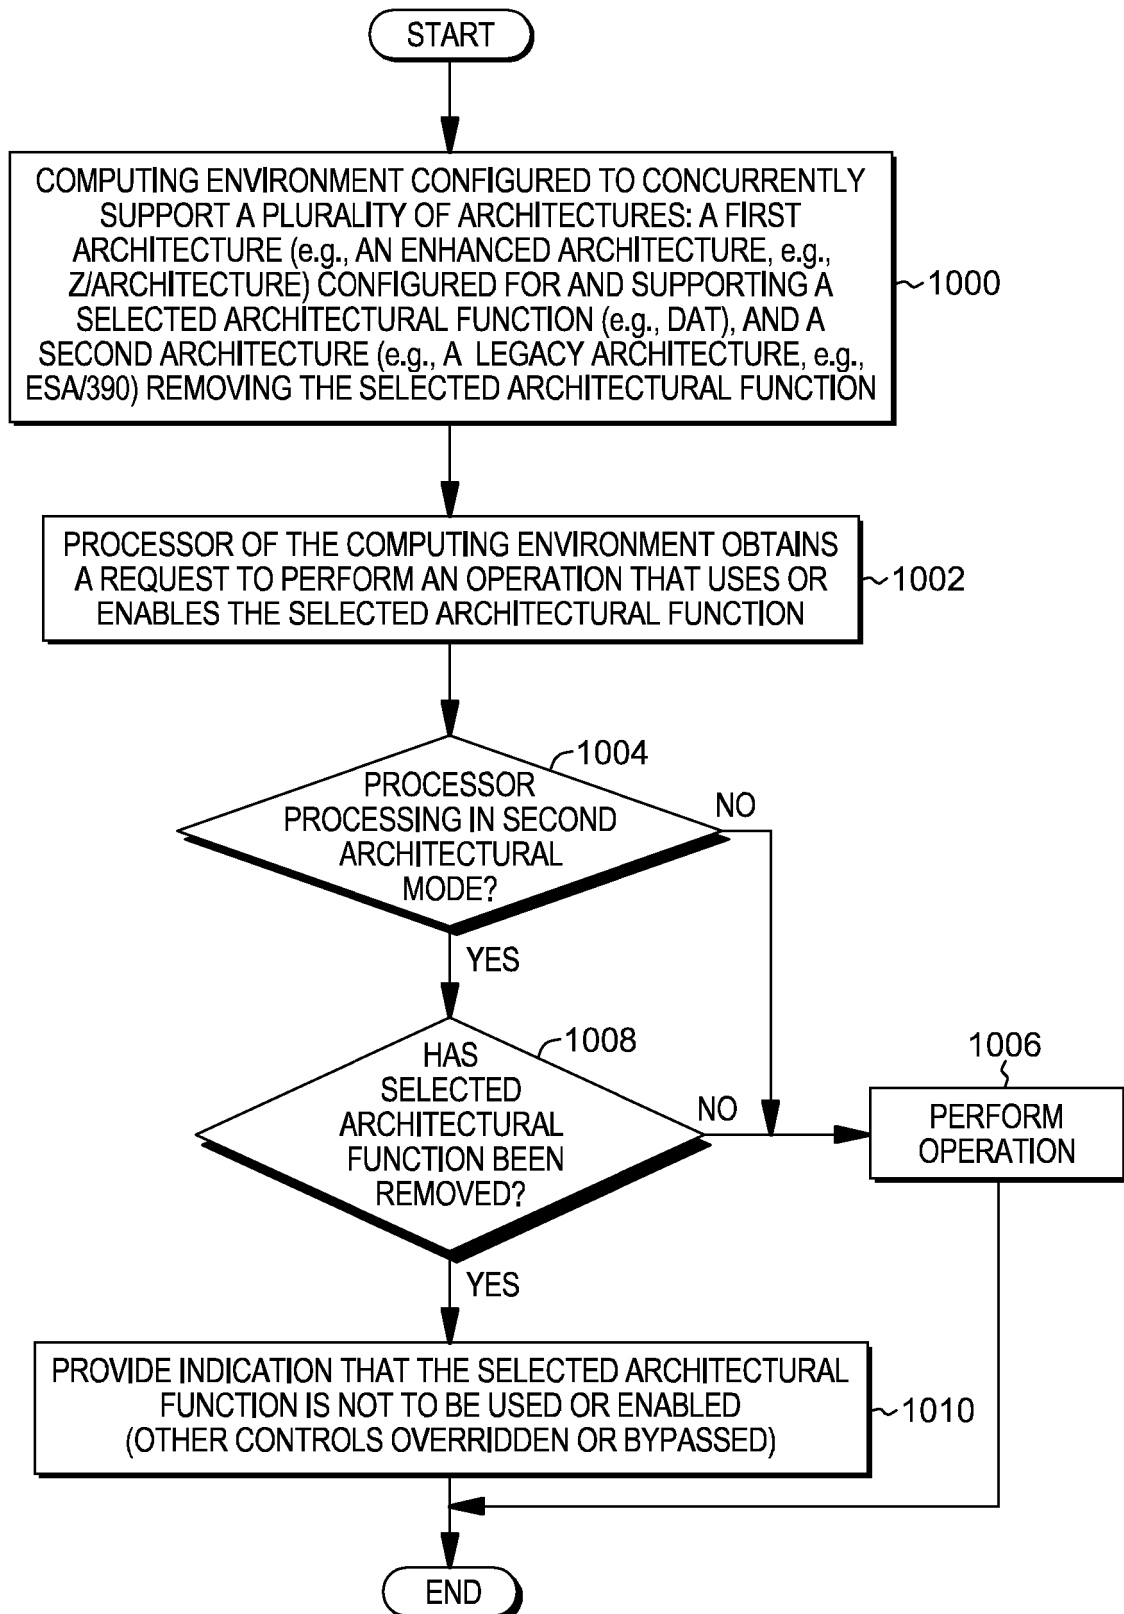 START
COMPUTING ENVIRONMENT CONFIGURED TO CONCURRENTLY
SUPPORT A PLURALITY OF ARCHITECTURES: A FIRST
ARCHITECTURE (e.g., AN ENHANCED ARCHITECTURE, e.g.,
Z/ARCHITECTURE) CONFIGURED FOR AND SUPPORTING A
SELECTED ARCHITECTURAL FUNCTION (e.g., DAT), AND A
SECOND ARCHITECTURE (e.g., A LEGACY ARCHITECTURE, e.g.,
ESA/390) REMOVING THE SELECTED ARCHITECTURAL FUNCTION
1000
PROCESSOR OF THE COMPUTING ENVIRONMENT OBTAINS
A REQUEST TO PERFORM AN OPERATION THAT USES OR
ENABLES THE SELECTED ARCHITECTURAL FUNCTION
1002
1004
PROCESSOR
PROCESSING IN SECOND
ARCHITECTURAL
MODE?
NO
YES
1008
HAS
SELECTED
ARCHITECTURAL
FUNCTION BEEN
REMOVED?
NO
1006
PERFORM
OPERATION
YES
PROVIDE INDICATION THAT THE SELECTED ARCHITECTURAL
FUNCTION IS NOT TO BE USED OR ENABLED
(OTHER CONTROLS OVERRIDDEN OR BYPASSED)
1010
END